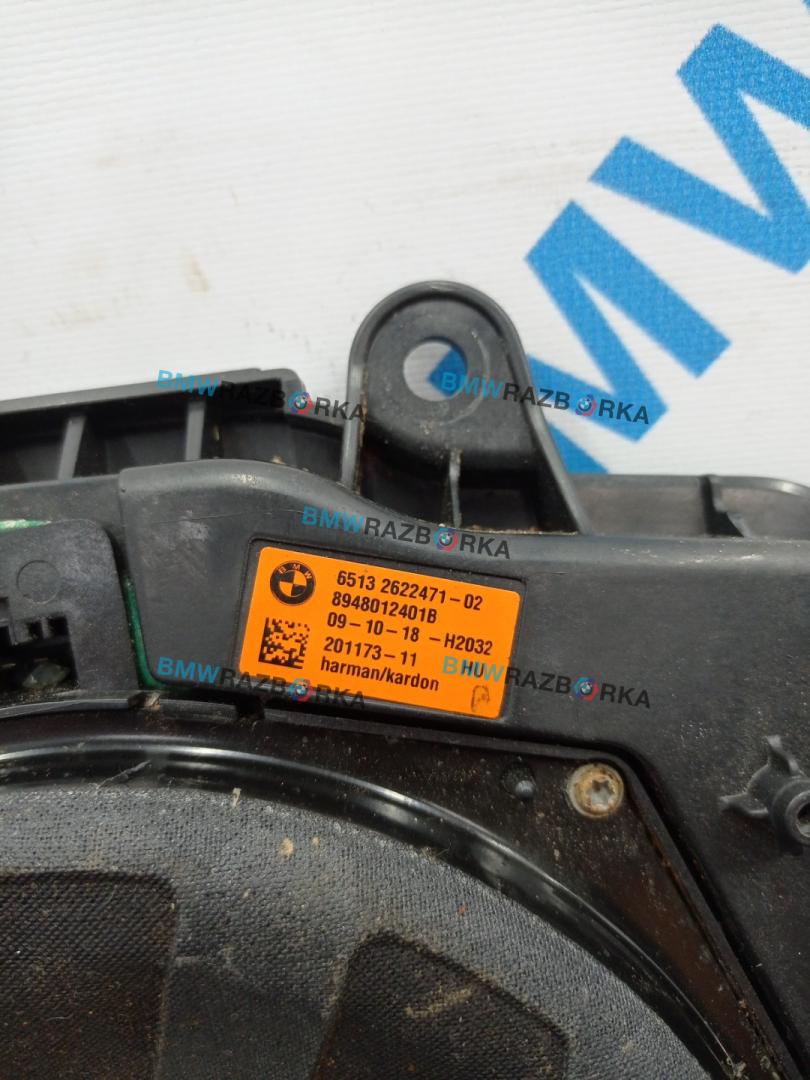 MW
BMWRAZBORKA
BMWRAZBORKA
BMWRAZBORKA
BMW
6513 2622471-02
8948012401B
09-10-18 -H2032
201173-11 HU
harman/kardon
BMWRAZBORKA
BMWRAZBORKA